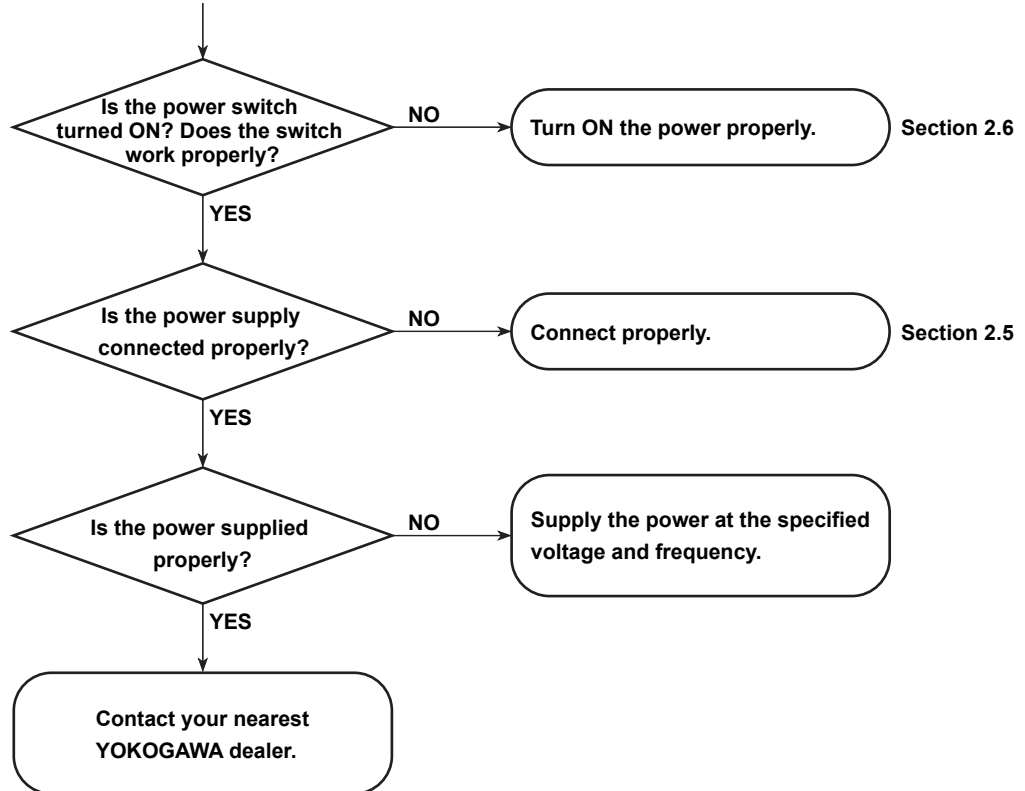 Is the power switch
turned ON? Does the switch
work properly?
NO
Turn ON the power properly.
Section 2.6
YES
Is the power supply
connected properly?
NO
Connect properly.
Section 2.5
YES
Is the power supplied
properly?
NO
Supply the power at the specified
voltage and frequency.
YES
Contact your nearest
YOKOGAWA dealer.